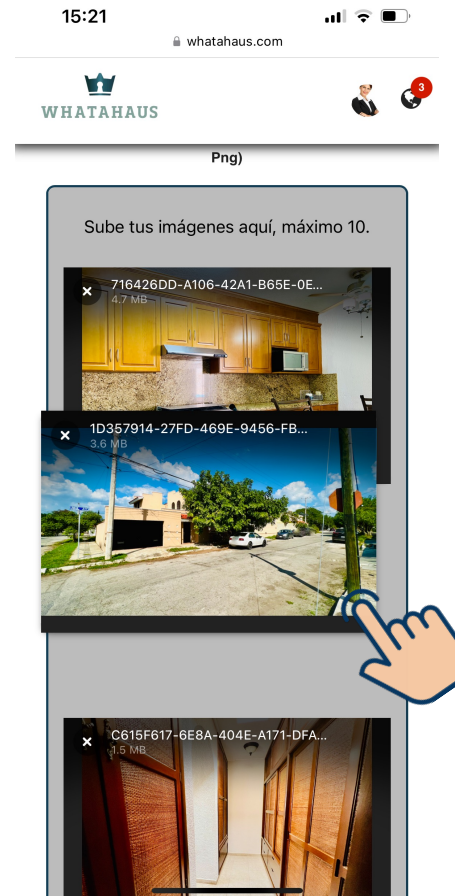 15:21
whatahaus.com
WHATAHAUS
3
Png)
Sube tus imágenes aquí, máximo 10.
716426DD-A106-42A1-B65E-0E...
4.7 MB
1D357914-27FD-469E-9456-FB...
3.6 MB
C615F617-6E8A-404E-A171-DFA...
1.5 MB